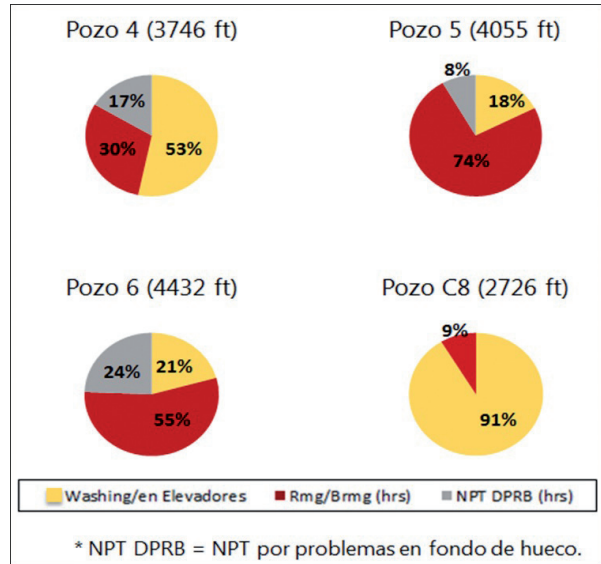 Pozo 4 (3746 ft)
17%
30%
53%
Pozo 5 (4055 ft)
8%
18%
74%
Pozo 6 (4432 ft)
24%
21%
55%
Pozo C8 (2726 ft)
9%
91%
Washing/en Elevadores
Rmg/Brmg (hrs)
NPT DPRB (hrs)
* NPT DPRB = NPT por problemas en fondo de hueco.